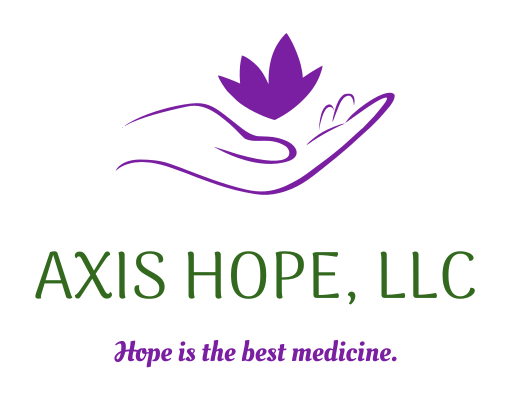 AXIS HOPE, LLC
Hope is the best medicine.